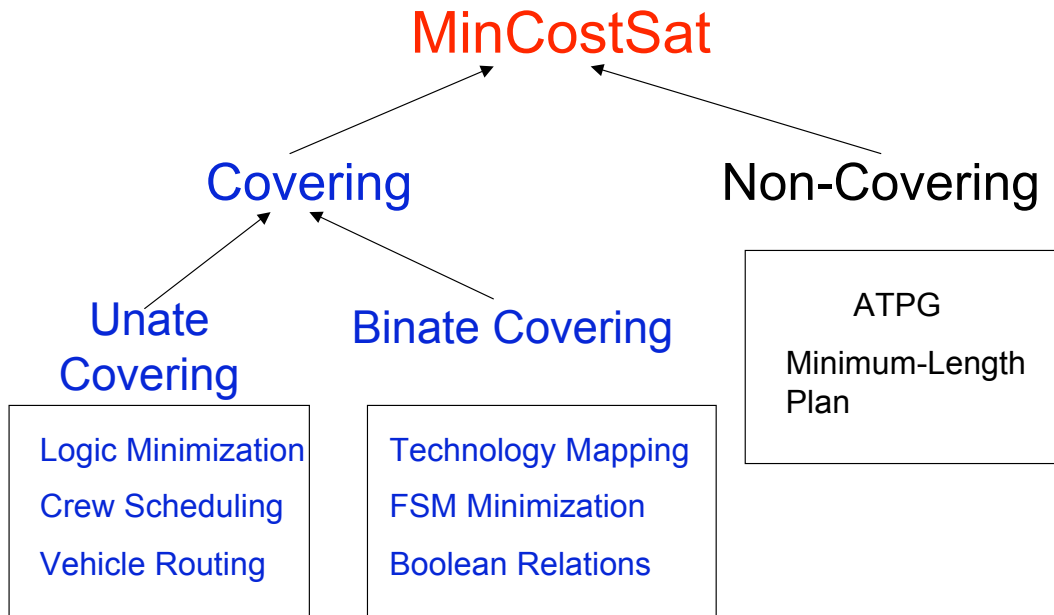 MinCostSat
Covering
Non-Covering
Unate
Covering
Binate Covering
Logic Minimization
Crew Scheduling
Vehicle Routing
Technology Mapping
FSM Minimization
Boolean Relations
ATPG
Minimum-Length
Plan